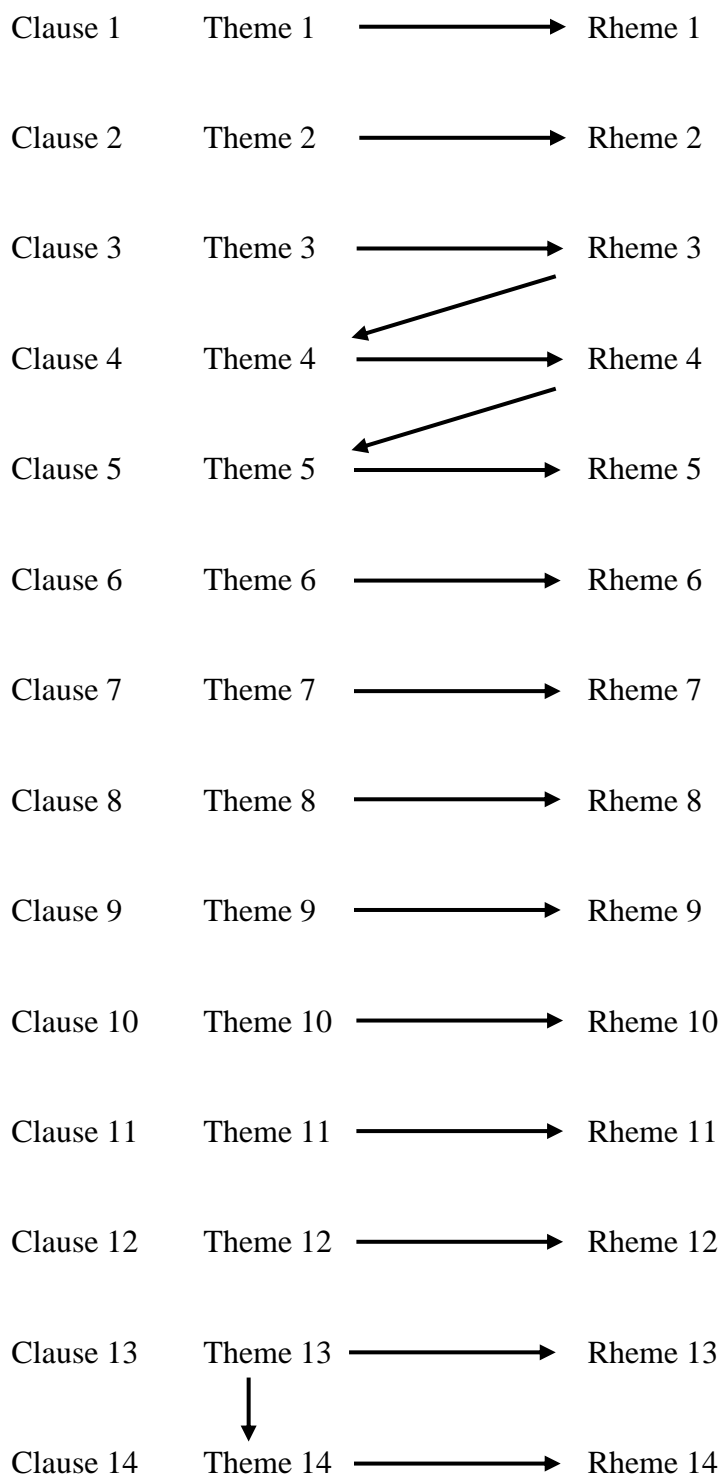 Clause 1 Theme 1 Rheme 1
Clause 2 Theme 2 Rheme 2
Clause 3 Theme 3 Rheme 3
Clause 4 Theme 4 Rheme 4
Clause 5 Theme 5 Rheme 5
Clause 6 Theme 6 Rheme 6
Clause 7 Theme 7 Rheme 7
Clause 8 Theme 8 Rheme 8
Clause 9 Theme 9 Rheme 9
Clause 10 Theme 10 Rheme 10
Clause 11 Theme 11 Rheme 11
Clause 12 Theme 12 Rheme 12
Clause 13 Theme 13 Rheme 13
Clause 14 Theme 14 Rheme 14